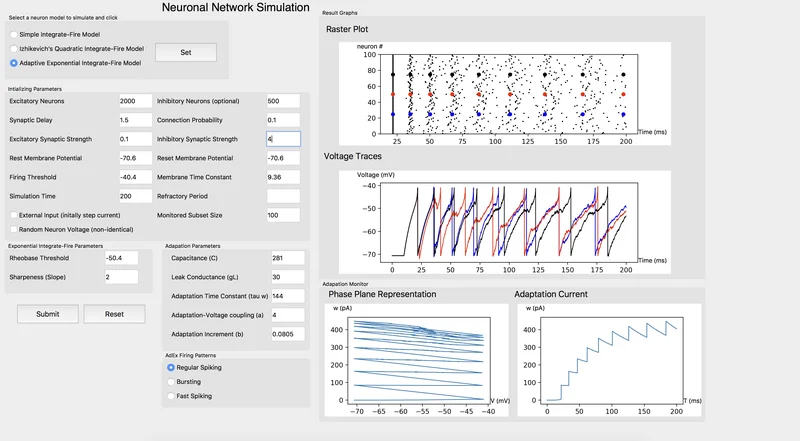 Neuronal Network Simulation
Select a neuron model to simulate and click
Simple Integrate-Fire Model
Izhikevich's Quadratic Integrate-Fire Model
Adaptive Exponential Integrate-Fire Model
Set
Intializing Parameters
Excitatory Neurons 2000 Inhibitory Neurons (optional) 500
Synaptic Delay 1.5 Connection Probability 0.1
Excitatory Synaptic Strength 0.1 Inhibitory Synaptic Strength 4
Rest Membrane Potential -70.6 Reset Membrane Potential -70.6
Firing Threshold -40.4 Membrane Time Constant 9.36
Simulation Time 200 Refractory Period
External Input (initally step current) Monitored Subset Size 100
Random Neuron Voltage (non-identical)
Exponential Integrate-Fire Parameters
Rheobase Threshold -50.4
Sharpeness (Slope) 2
Submit Reset
Adapation Parameters
Capacitance (C) 281
Leak Conductance (gL) 30
Adaptation Time Constant (tau w) 144
Adaptation-Voltage coupling (a) 4
Adaptation Increment (b) 0.0805
AdEx Firing Patterns
Regular Spiking
Bursting
Fast Spiking
Result Graphs
Raster Plot
neuron #
100
80
60
40
20
0
25 50 75 100 125 150 175 200 Time (ms)
Voltage Traces
Voltage (mV)
−40
−50
−60
−70
0 25 50 75 100 125 150 175 200 Time (ms)
Adaptation Monitor
Phase Plane Representation
w (pA)
400
300
200
100
0
−70 −65 −60 −55 −50 −45 −40 V (mV)
Adaptation Current
w (pA)
400
300
200
100
0
0 50 100 150 200 T (ms)